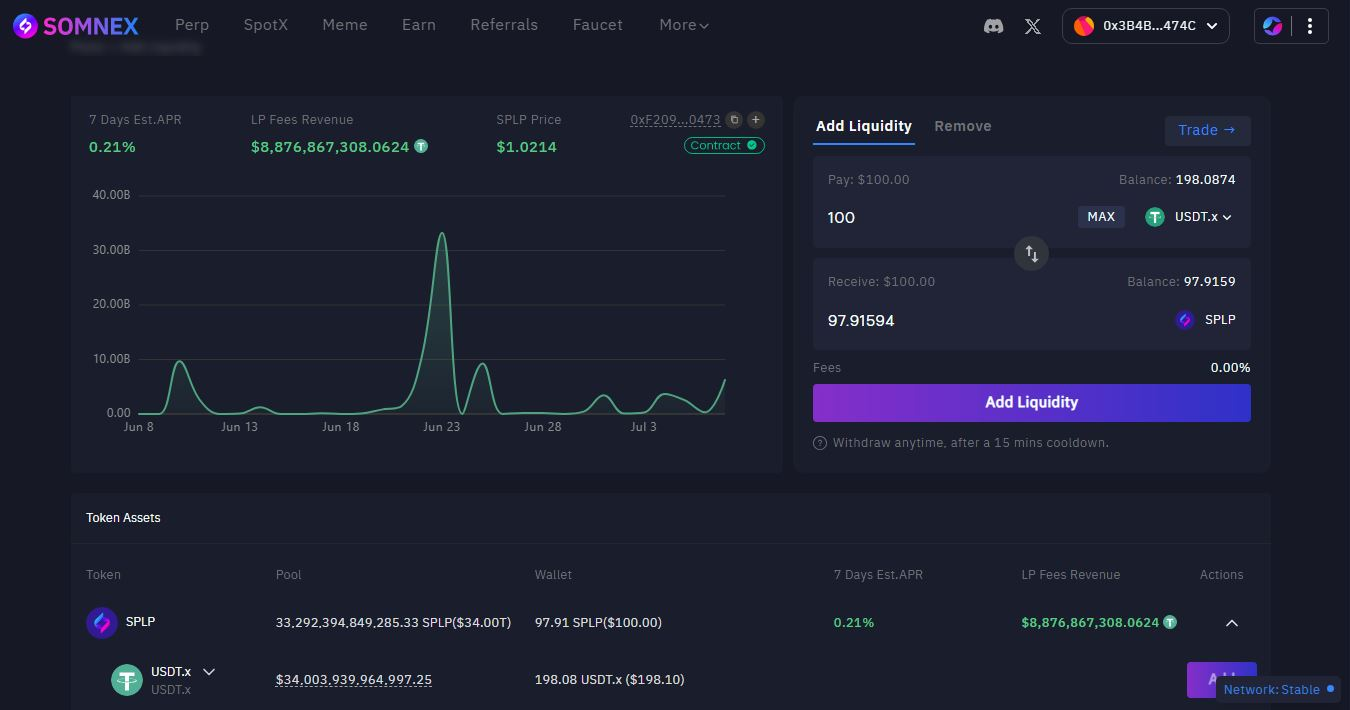 SOMNEX Perp SpotX Meme Earn Referrals Faucet More 0x3B4B...474C
7 Days Est.APR LP Fees Revenue SPLP Price 0xF209...0473
0.21% $8,876,867,308.0624 $1.0214 Contract
40.00B
30.00B
20.00B
10.00B
0.00
Jun 8 Jun 13 Jun 18 Jun 23 Jun 28 Jul 3
Add Liquidity Remove Trade →
Pay: $100.00 Balance: 198.0874
100 MAX USDT.x
Receive: $100.00 Balance: 97.9159
97.91594 SPLP
Fees 0.00%
Add Liquidity
Withdraw anytime, after a 15 mins cooldown.
Token Assets
Token Pool Wallet 7 Days Est.APR LP Fees Revenue Actions
SPLP 33,292,394,849,285.33 SPLP($34.00T) 97.91 SPLP($100.00) 0.21% $8,876,867,308.0624
USDT.x
USDT.x
$34,003,939,964,997.25 198.08 USDT.x ($198.10)
Network: Stable